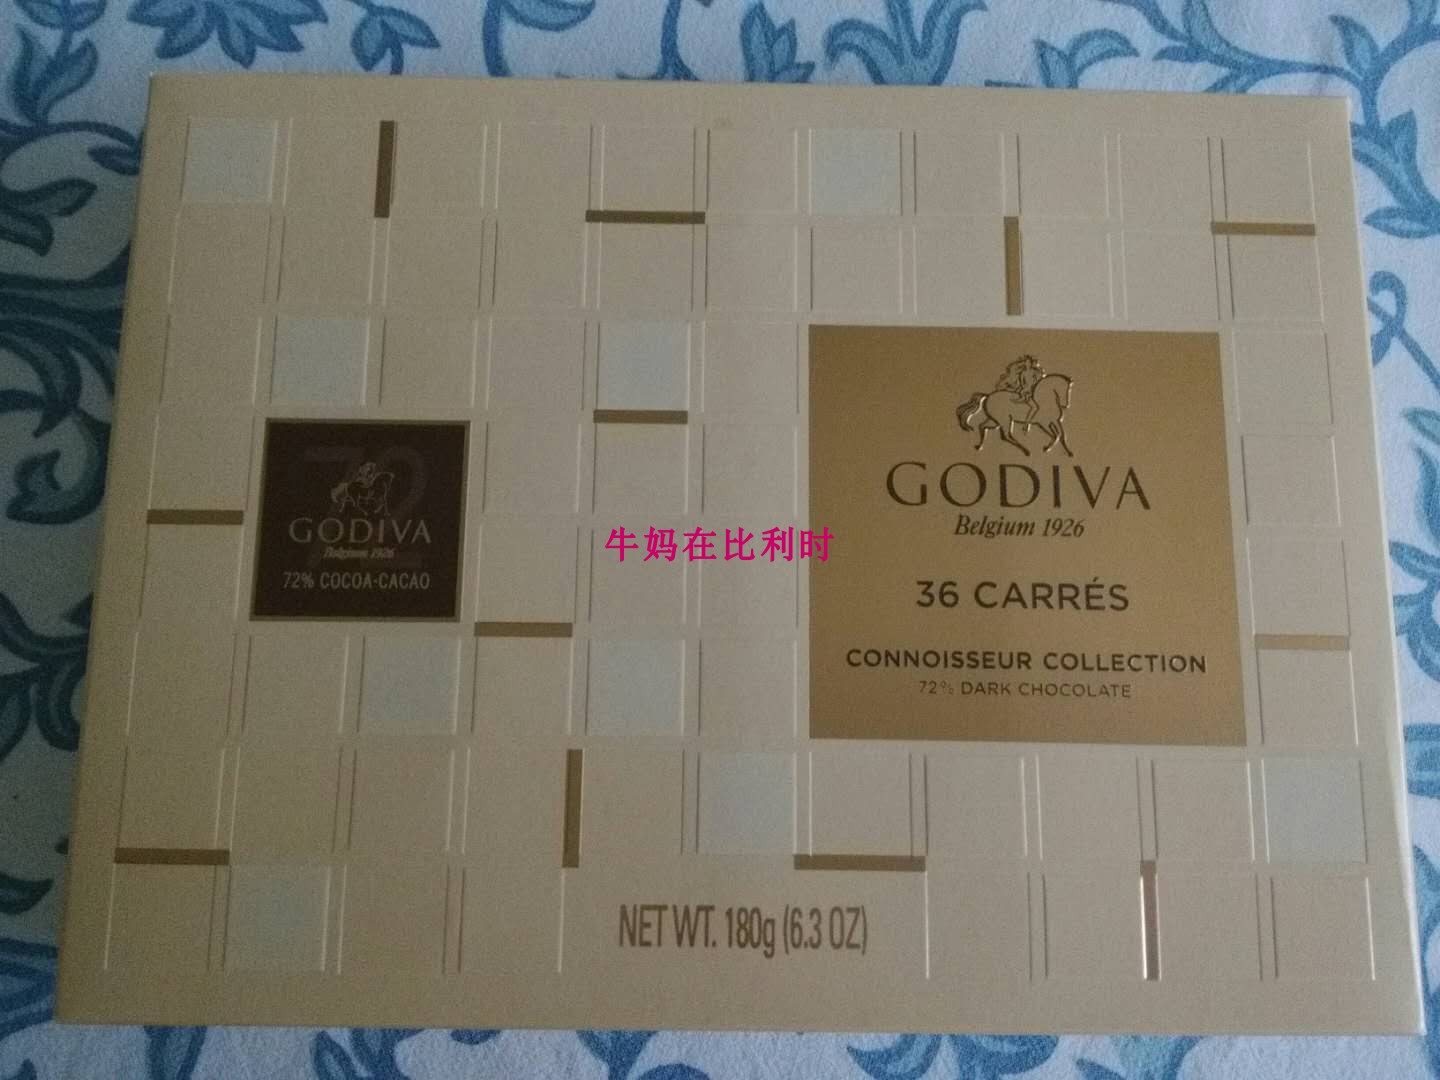 72
GODIVA
Belgium 1926
72% COCOA-CACAO
牛妈在比利时
GODIVA
Belgium 1926
36 CARRÉS
CONNOISSEUR COLLECTION
72% DARK CHOCOLATE
NET WT. 180g (6.3 OZ)